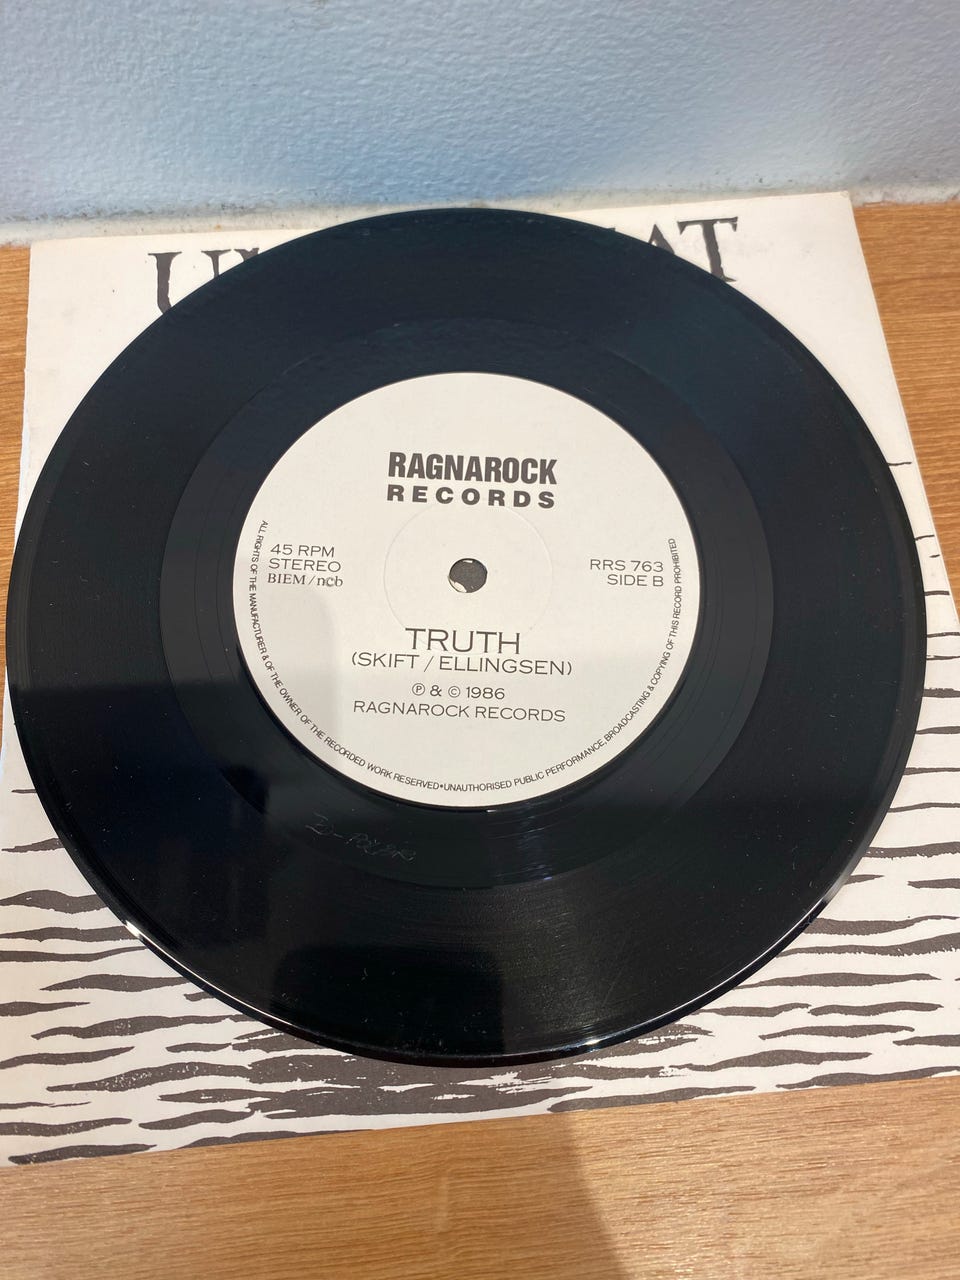 RAGNAROCK
RECORDS
45 RPM
STEREO
BIEM/ncb
RRS 763
SIDE B
TRUTH
(SKIFT / ELLINGSEN)
℗ & © 1986
RAGNAROCK RECORDS
ALL RIGHTS OF THE MANUFACTURER & OF THE OWNER OF THE RECORDED WORK RESERVED•UNAUTHORISED PUBLIC PERFORMANCE, BROADCASTING & COPYING OF THIS RECORD PROHIBITED